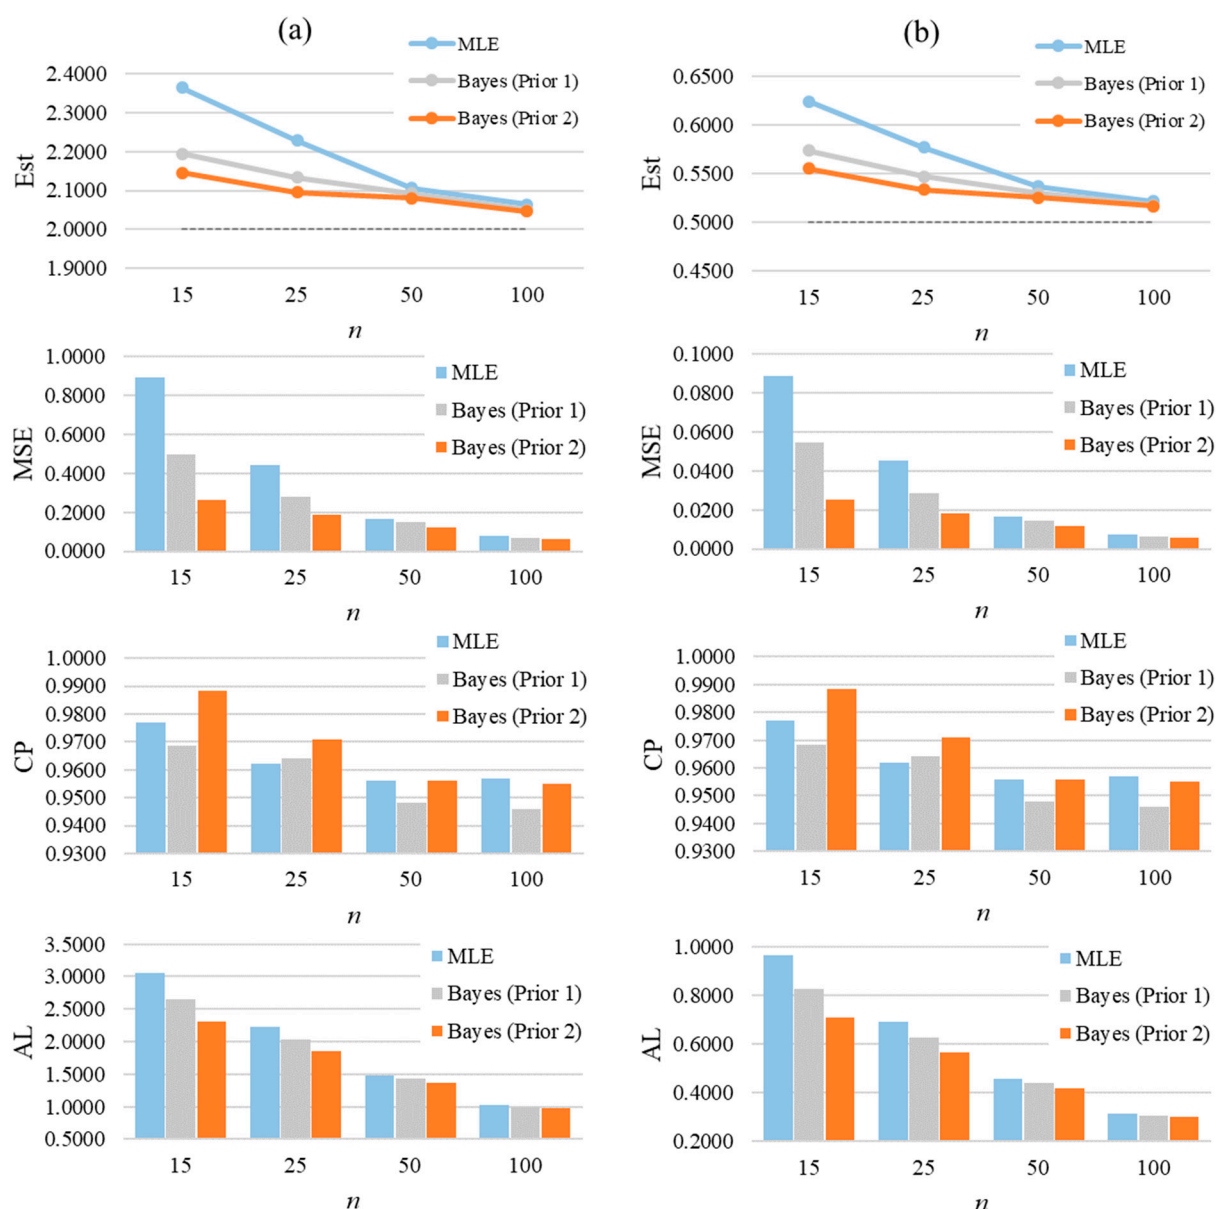 (a)
MLE
Bayes (Prior 1)
Bayes (Prior 2)
Est
2.4000
2.3000
2.2000
2.1000
2.0000
1.9000
15 25 50 100
n
MLE
Bayes (Prior 1)
Bayes (Prior 2)
MSE
1.0000
0.8000
0.6000
0.4000
0.2000
0.0000
15 25 50 100
n
MLE
Bayes (Prior 1)
Bayes (Prior 2)
CP
1.0000
0.9900
0.9800
0.9700
0.9600
0.9500
0.9400
0.9300
15 25 50 100
n
MLE
Bayes (Prior 1)
Bayes (Prior 2)
AL
3.5000
3.0000
2.5000
2.0000
1.5000
1.0000
0.5000
15 25 50 100
n
(b)
MLE
Bayes (Prior 1)
Bayes (Prior 2)
Est
0.6500
0.6000
0.5500
0.5000
0.4500
15 25 50 100
n
MLE
Bayes (Prior 1)
Bayes (Prior 2)
MSE
0.1000
0.0800
0.0600
0.0400
0.0200
0.0000
15 25 50 100
n
MLE
Bayes (Prior 1)
Bayes (Prior 2)
CP
1.0000
0.9900
0.9800
0.9700
0.9600
0.9500
0.9400
0.9300
15 25 50 100
n
MLE
Bayes (Prior 1)
Bayes (Prior 2)
AL
1.0000
0.8000
0.6000
0.4000
0.2000
15 25 50 100
n